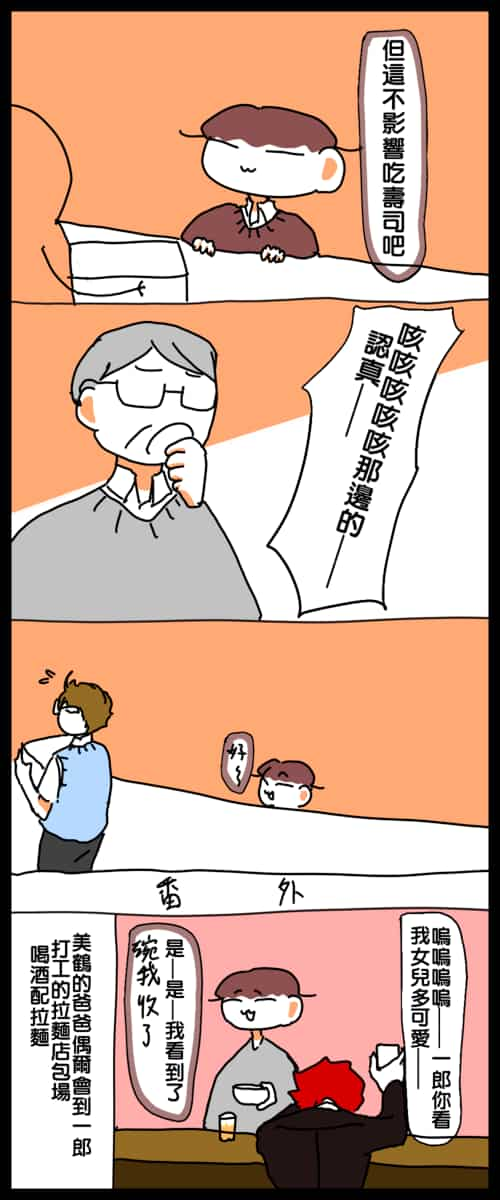 但這不影響吃壽司吧
咳咳咳咳咳那邊的——
認真——
好~
番外
嗚嗚嗚嗚——一郎你看
我女兒多可愛——
是—是—我看到了
碗我收了
美鶴的爸爸偶爾會到一郎
打工的拉麵店包場
喝酒配拉麵